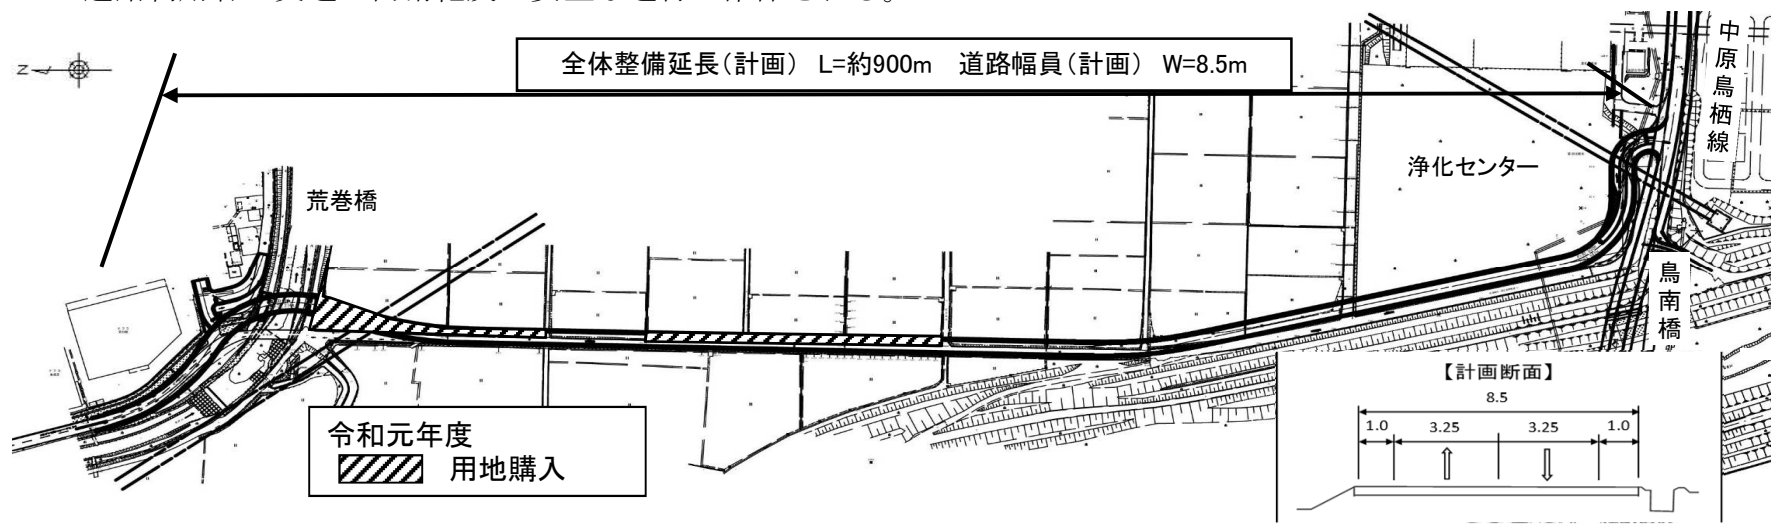 全体整備延長(計画) L=約900m 道路幅員(計画) W=8.5m
中原鳥栖線
N
荒巻橋
浄化センター
鳥南橋
令和元年度
用地購入
【計画断面】
8.5
1.0 3.25 3.25 1.0